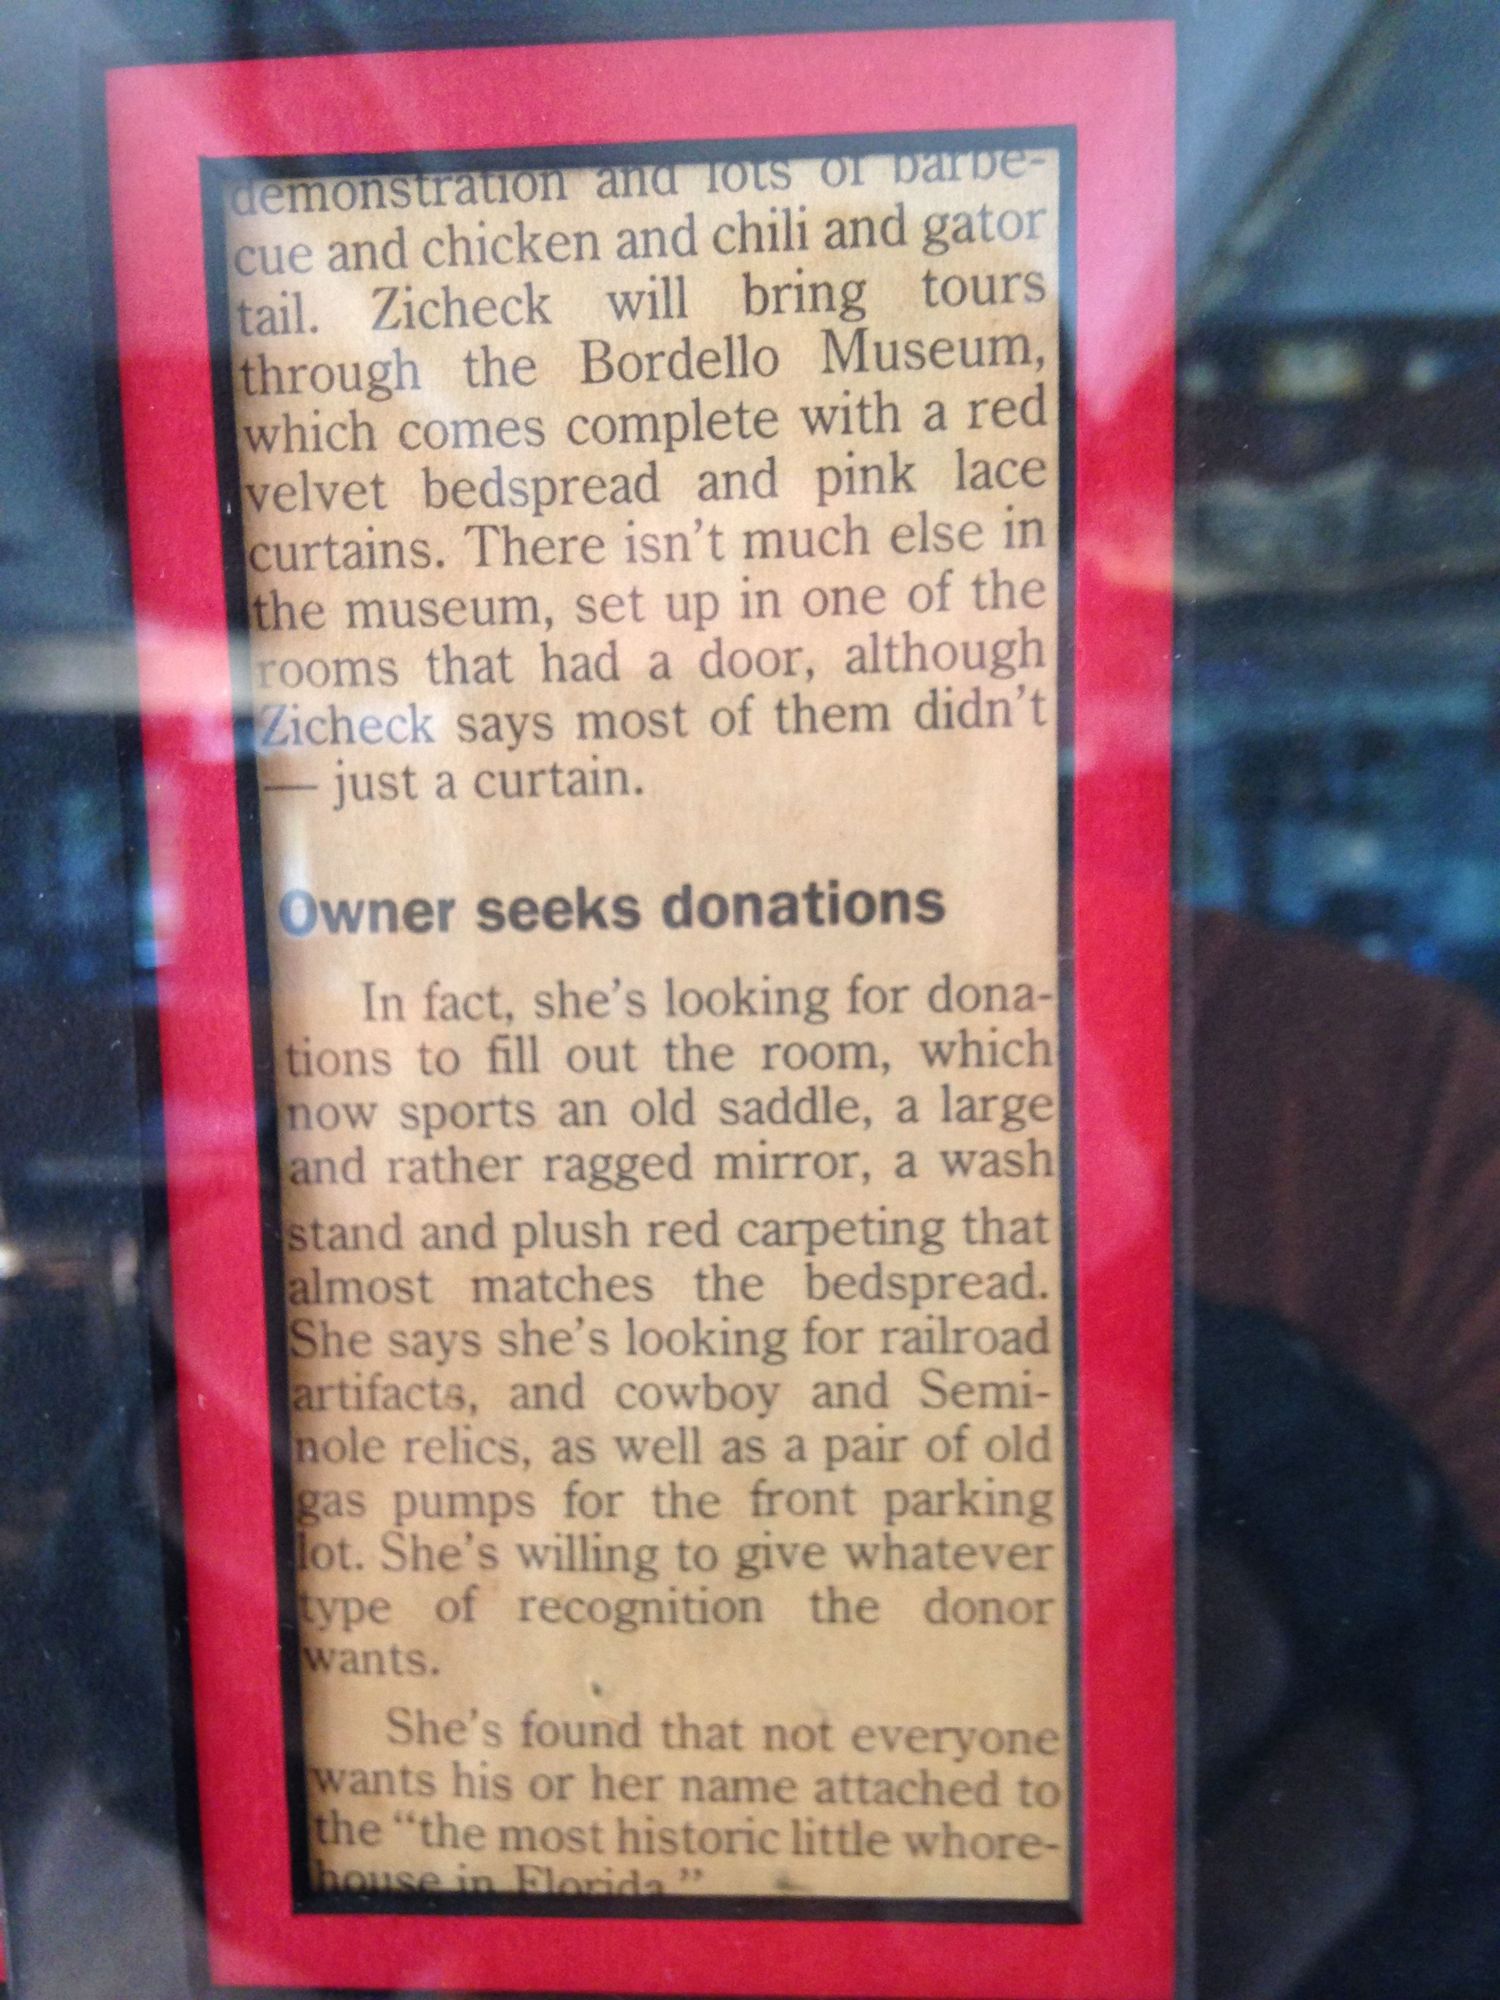 demonstration and lots of barbe-
cue and chicken and chili and gator
tail. Zicheck will bring tours
through the Bordello Museum,
which comes complete with a red
velvet bedspread and pink lace
curtains. There isn't much else in
the museum, set up in one of the
rooms that had a door, although
Zicheck says most of them didn't
— just a curtain.
Owner seeks donations
In fact, she's looking for dona-
tions to fill out the room, which
now sports an old saddle, a large
and rather ragged mirror, a wash
stand and plush red carpeting that
almost matches the bedspread.
She says she's looking for railroad
artifacts, and cowboy and Semi-
nole relics, as well as a pair of old
gas pumps for the front parking
lot. She's willing to give whatever
type of recognition the donor
wants.
She's found that not everyone
wants his or her name attached to
the “the most historic little whore-
house in Florida.”